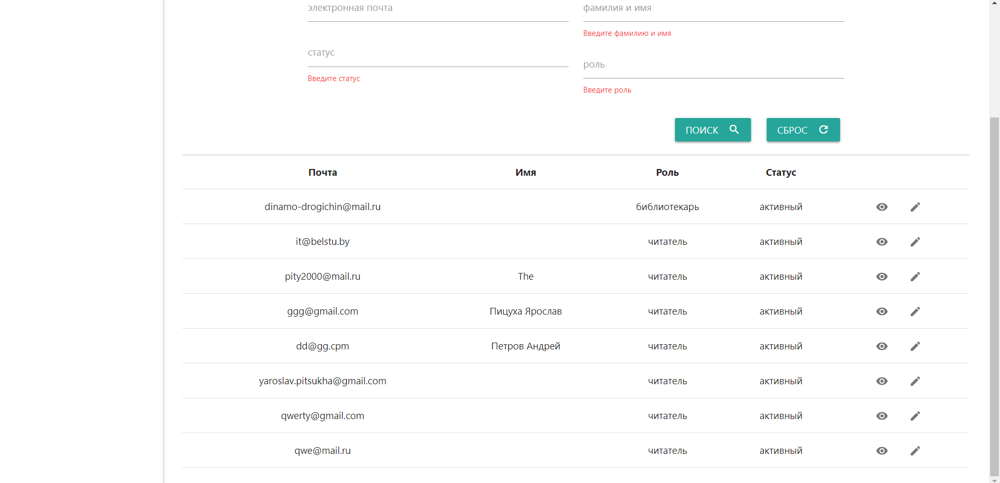 электронная почта
фамилия и имя
Введите фамилию и имя
статус
роль
Введите статус
Введите роль
ПОИСК
СБРОС
Почта Имя Роль Статус
dinamo-drogichin@mail.ru библиотекарь активный
it@belstu.by читатель активный
pity2000@mail.ru The читатель активный
ggg@gmail.com Пицуха Ярослав читатель активный
dd@gg.cpm Петров Андрей читатель активный
yaroslav.pitsukha@gmail.com читатель активный
qwerty@gmail.com читатель активный
qwe@mail.ru читатель активный